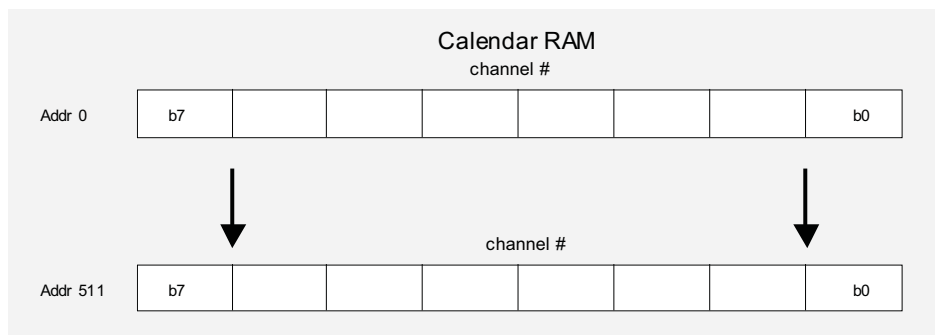 Calendar RAM
channel #
Addr 0 b7 b0
channel #
Addr 511 b7 b0